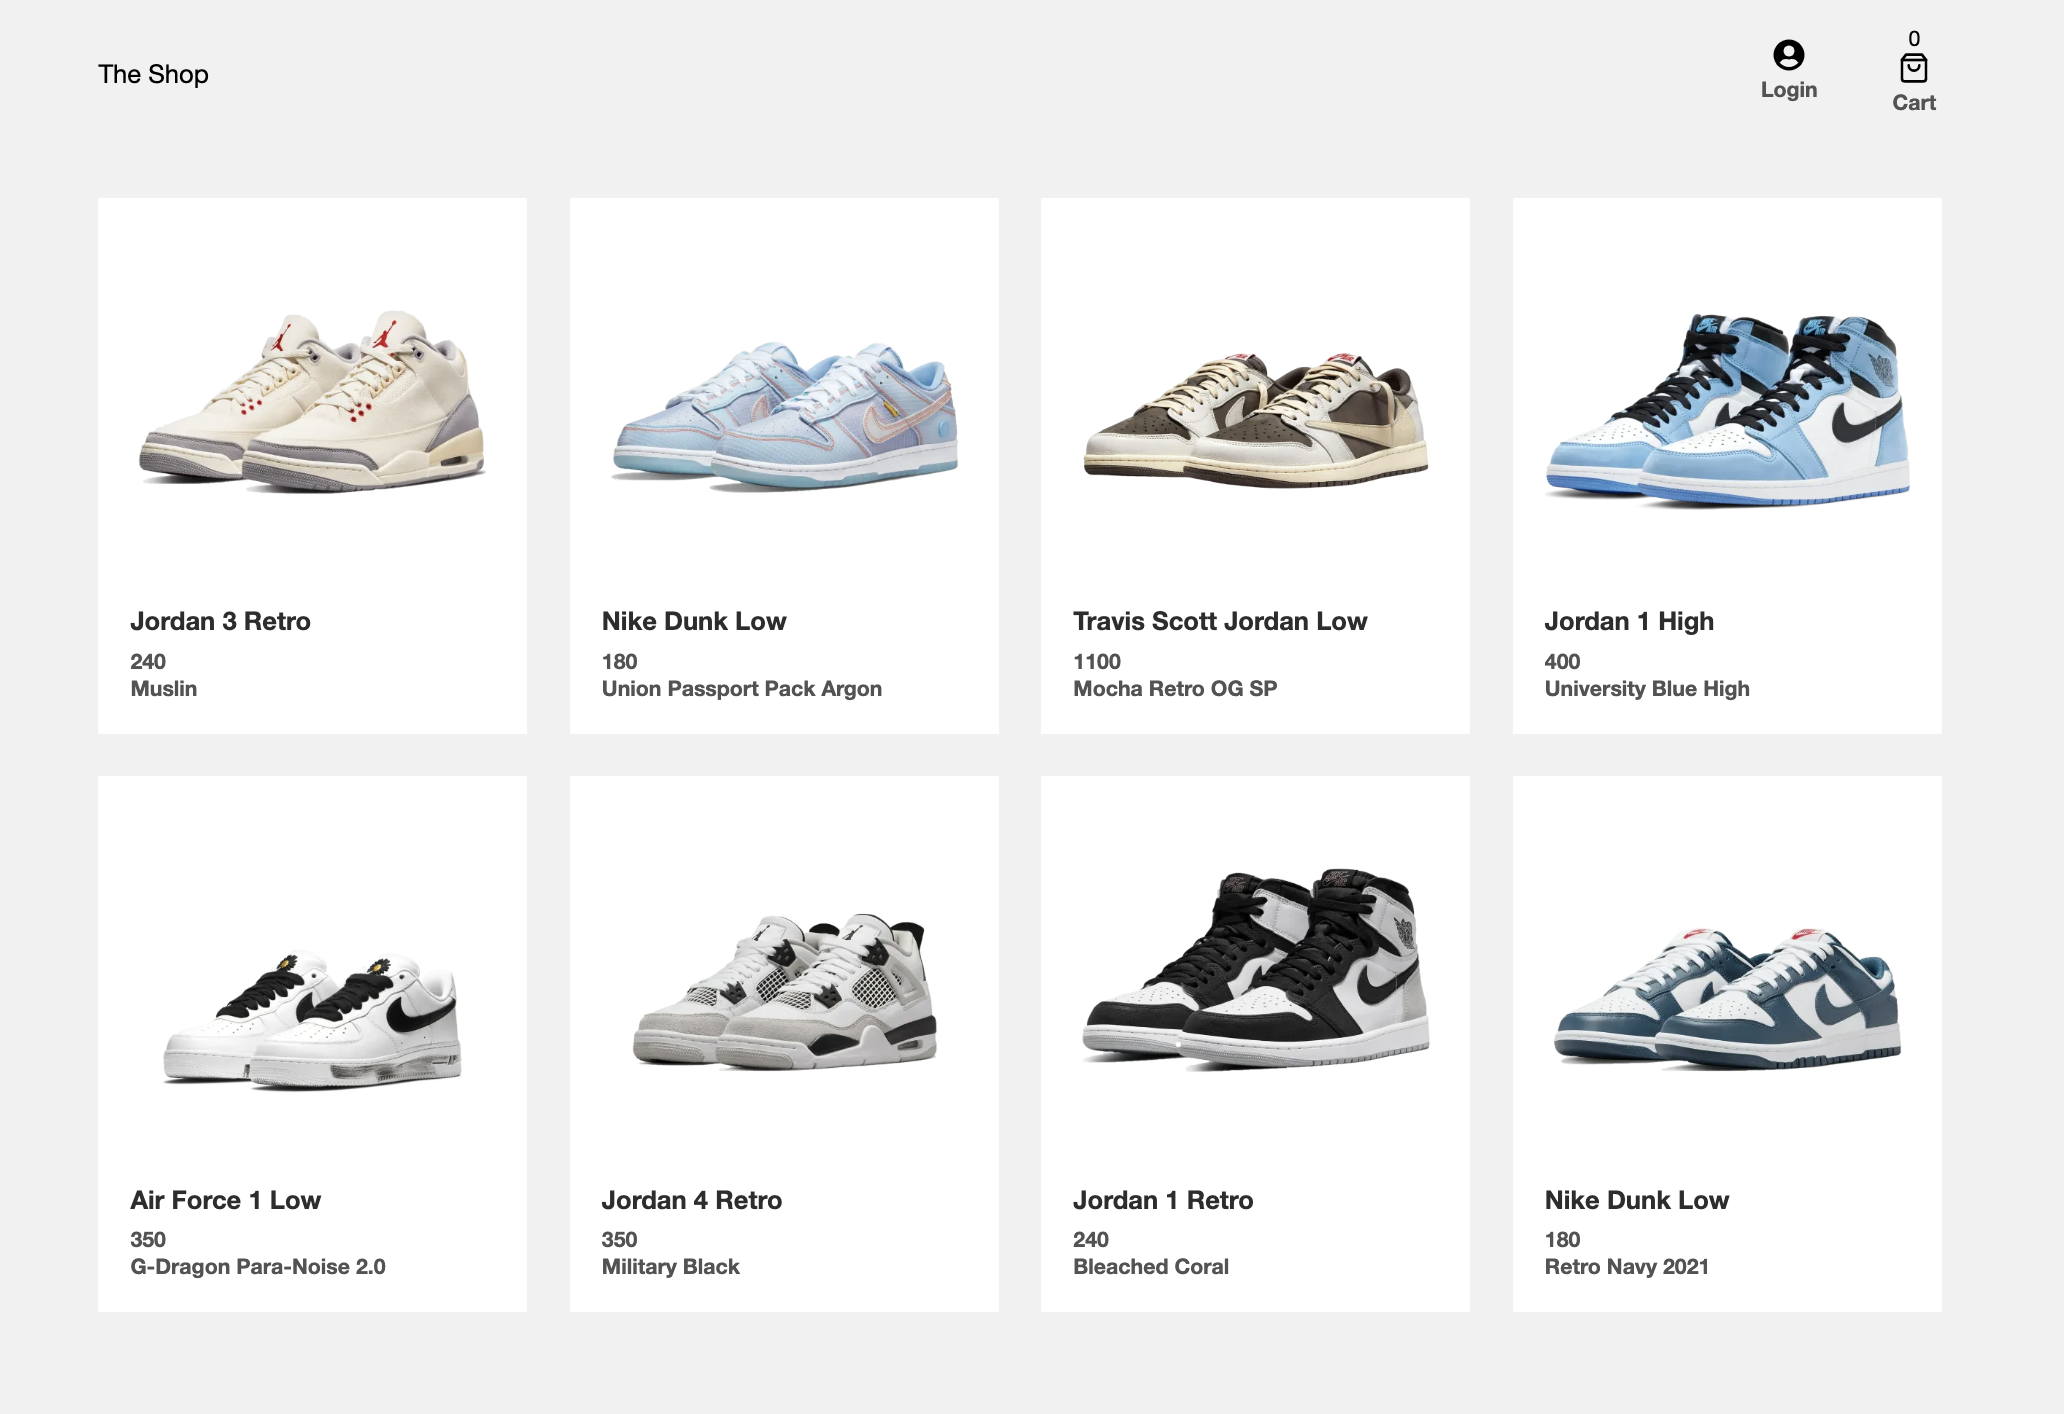 The Shop
Login
0
Cart
Jordan 3 Retro
240
Muslin
Nike Dunk Low
180
Union Passport Pack Argon
Travis Scott Jordan Low
1100
Mocha Retro OG SP
Jordan 1 High
400
University Blue High
Air Force 1 Low
350
G-Dragon Para-Noise 2.0
Jordan 4 Retro
350
Military Black
Jordan 1 Retro
240
Bleached Coral
Nike Dunk Low
180
Retro Navy 2021